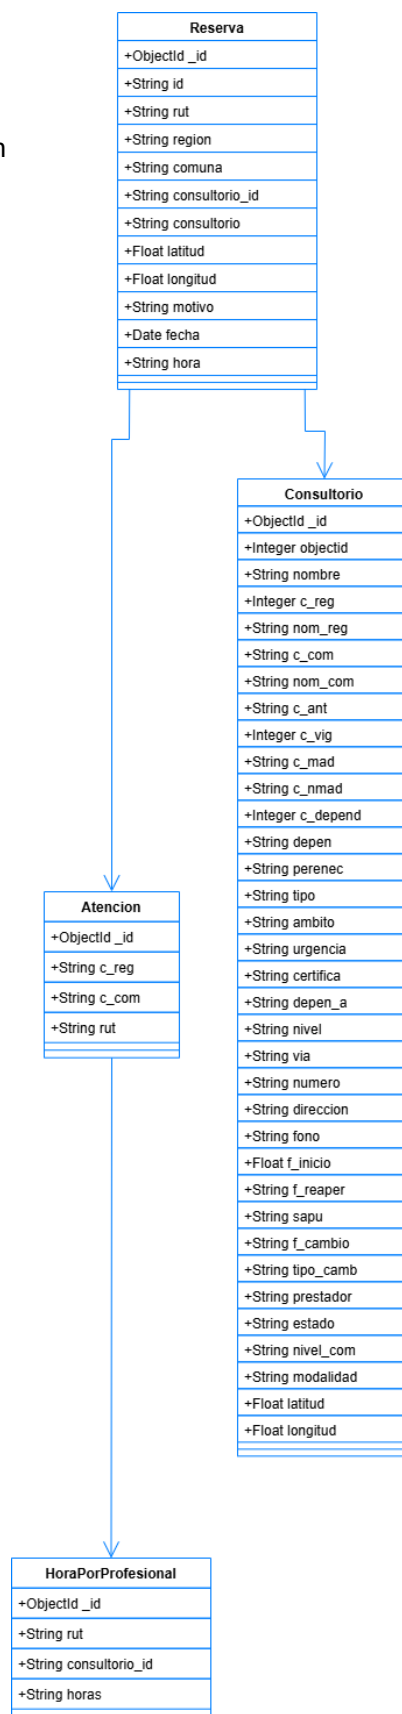 Reserva
+ObjectId _id
+String id
+String rut
+String region
+String comuna
+String consultorio_id
+String consultorio
+Float latitud
+Float longitud
+String motivo
+Date fecha
+String hora
Consultorio
+ObjectId _id
+Integer objectid
+String nombre
+Integer c_reg
+String nom_reg
+String c_com
+String nom_com
+String c_ant
+Integer c_vig
+String c_mad
+String c_nmad
+Integer c_depend
+String depen
+String perenec
+String tipo
+String ambito
+String urgencia
+String certifica
+String depen_a
+String nivel
+String via
+String numero
+String direccion
+String fono
+Float f_inicio
+String f_reaper
+String sapu
+String f_cambio
+String tipo_camb
+String prestador
+String estado
+String nivel_com
+String modalidad
+Float latitud
+Float longitud
Atencion
+ObjectId _id
+String c_reg
+String c_com
+String rut
HoraPorProfesional
+ObjectId _id
+String rut
+String consultorio_id
+String horas